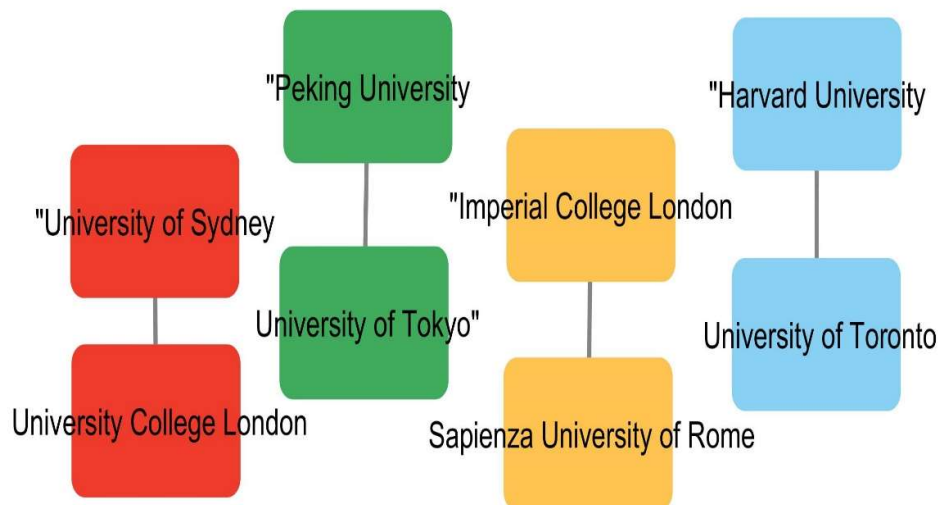 "Peking University
"Harvard University
"University of Sydney
"Imperial College London
University of Tokyo"
University of Toronto
University College London
Sapienza University of Rome